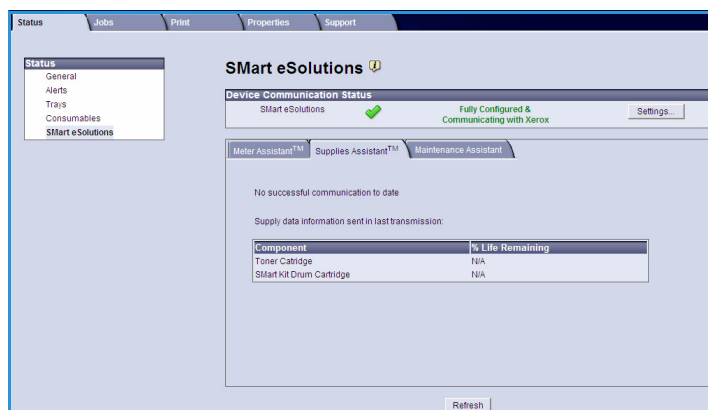 Status Jobs Print Properties Support
Status
General
Alerts
Trays
Consumables
SMart eSolutions
SMart eSolutions
Device Communication Status
SMart eSolutions Fully Configured & Settings...
Communicating with Xerox
Meter Assistant™ Supplies Assistant™ Maintenance Assistant
No successful communication to date
Supply data information sent in last transmission:
Component % Life Remaining
Toner Catridge N/A
SMart Kit Drum Cartridge N/A
Refresh